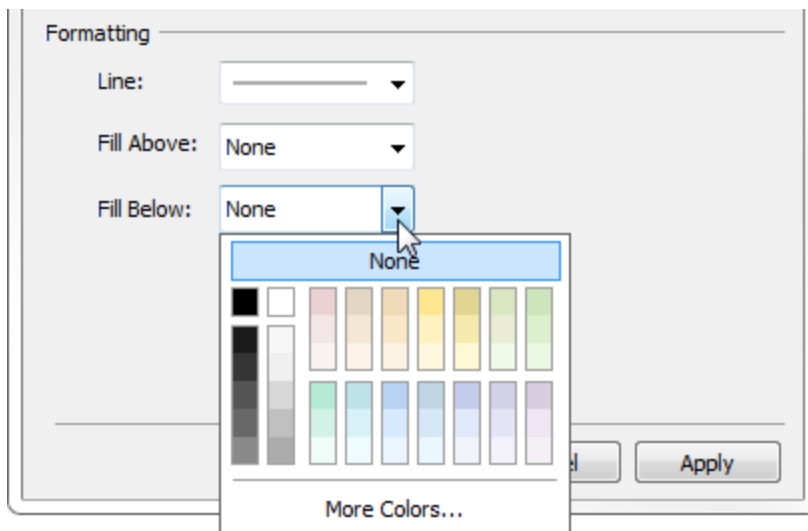 Formatting
Line:
Fill Above: None
Fill Below: None
None
Apply
More Colors...